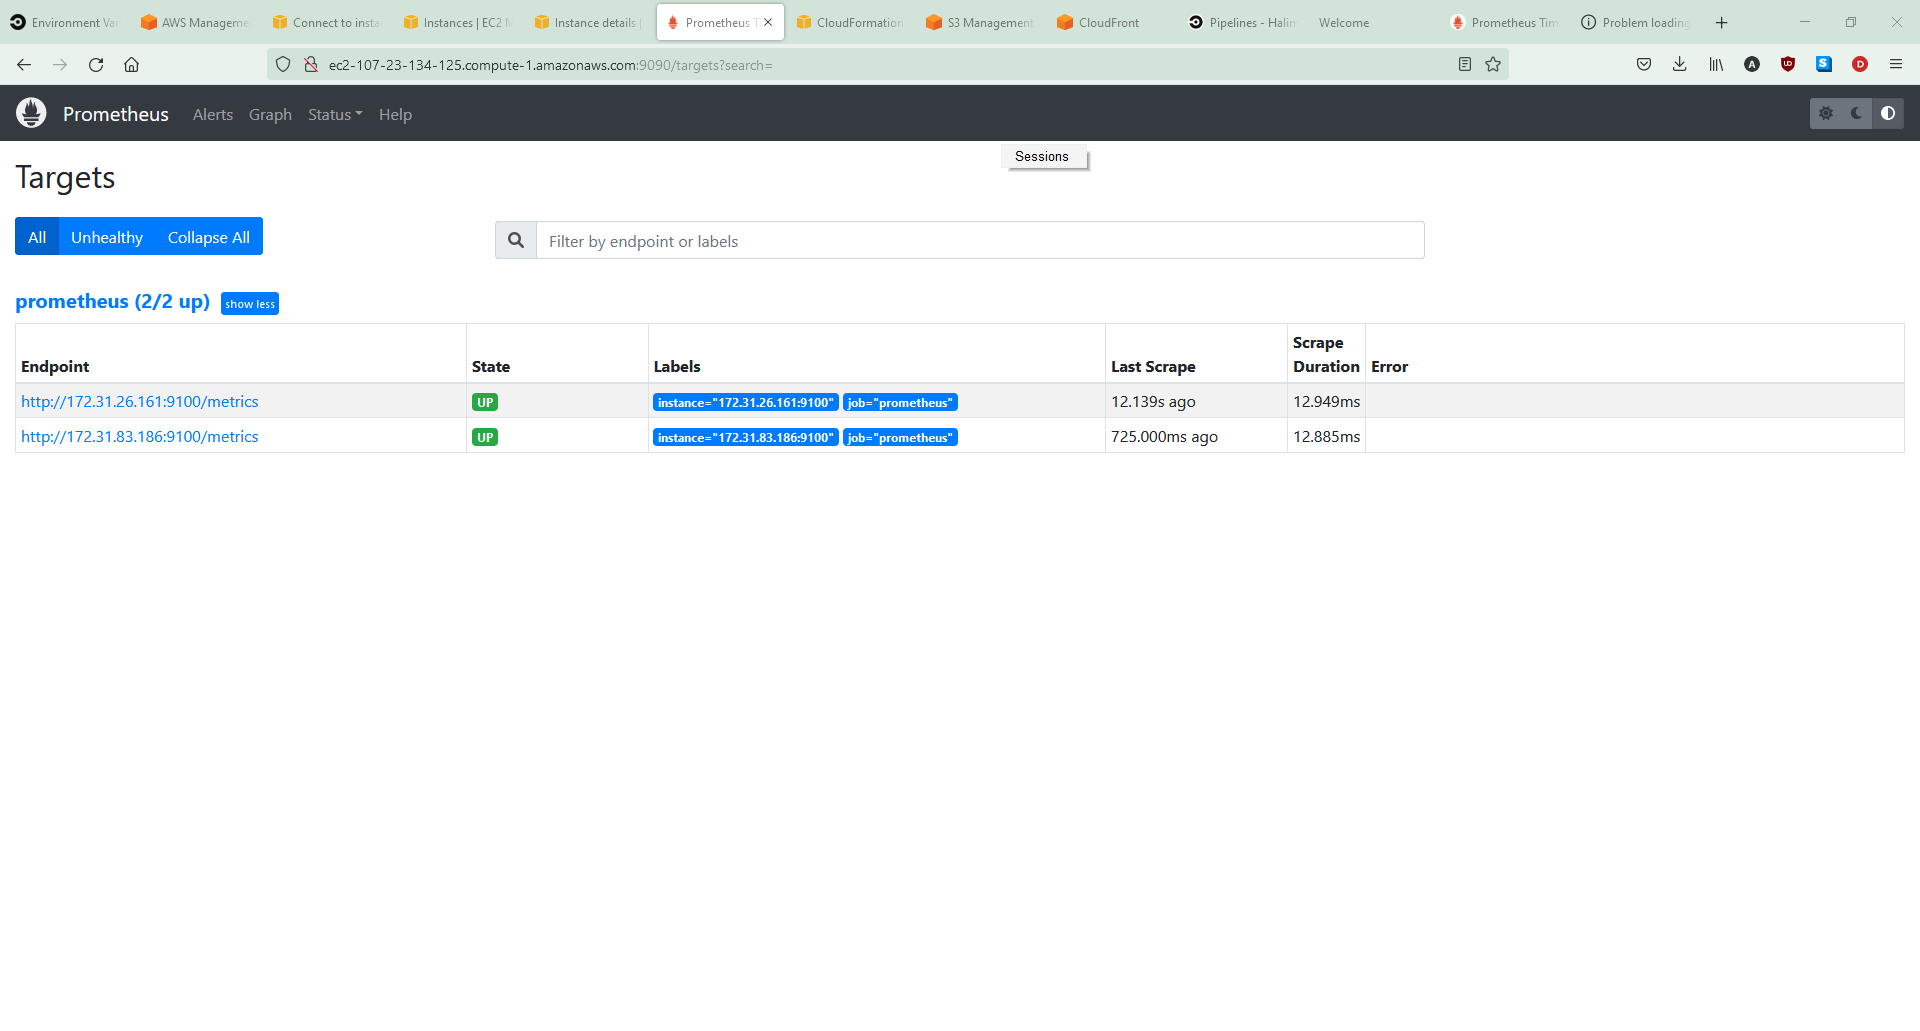 Environment Var
AWS Manageme
Connect to insta
Instances | EC2 M
Instance details |
Prometheus T
CloudFormation
S3 Management
CloudFront
Pipelines - Halim
Welcome
Prometheus Tim
Problem loading
ec2-107-23-134-125.compute-1.amazonaws.com:9090/targets?search=
Prometheus Alerts Graph Status Help
Sessions
Targets
All Unhealthy Collapse All
Filter by endpoint or labels
prometheus (2/2 up) show less
Endpoint State Labels Last Scrape Scrape Duration Error
http://172.31.26.161:9100/metrics UP instance="172.31.26.161:9100" job="prometheus" 12.139s ago 12.949ms
http://172.31.83.186:9100/metrics UP instance="172.31.83.186:9100" job="prometheus" 725.000ms ago 12.885ms